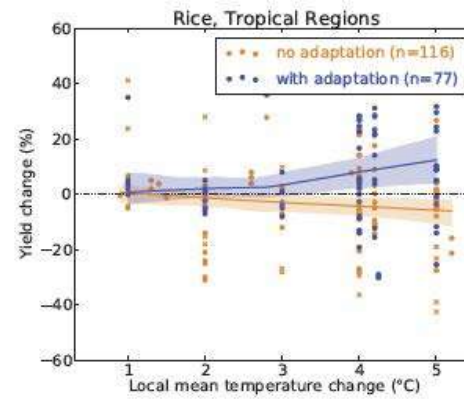 Rice, Tropical Regions
no adaptation (n=116)
with adaptation (n=77)
Yield change (%)
60
40
20
0
−20
−40
−60
1 2 3 4 5
Local mean temperature change (°C)